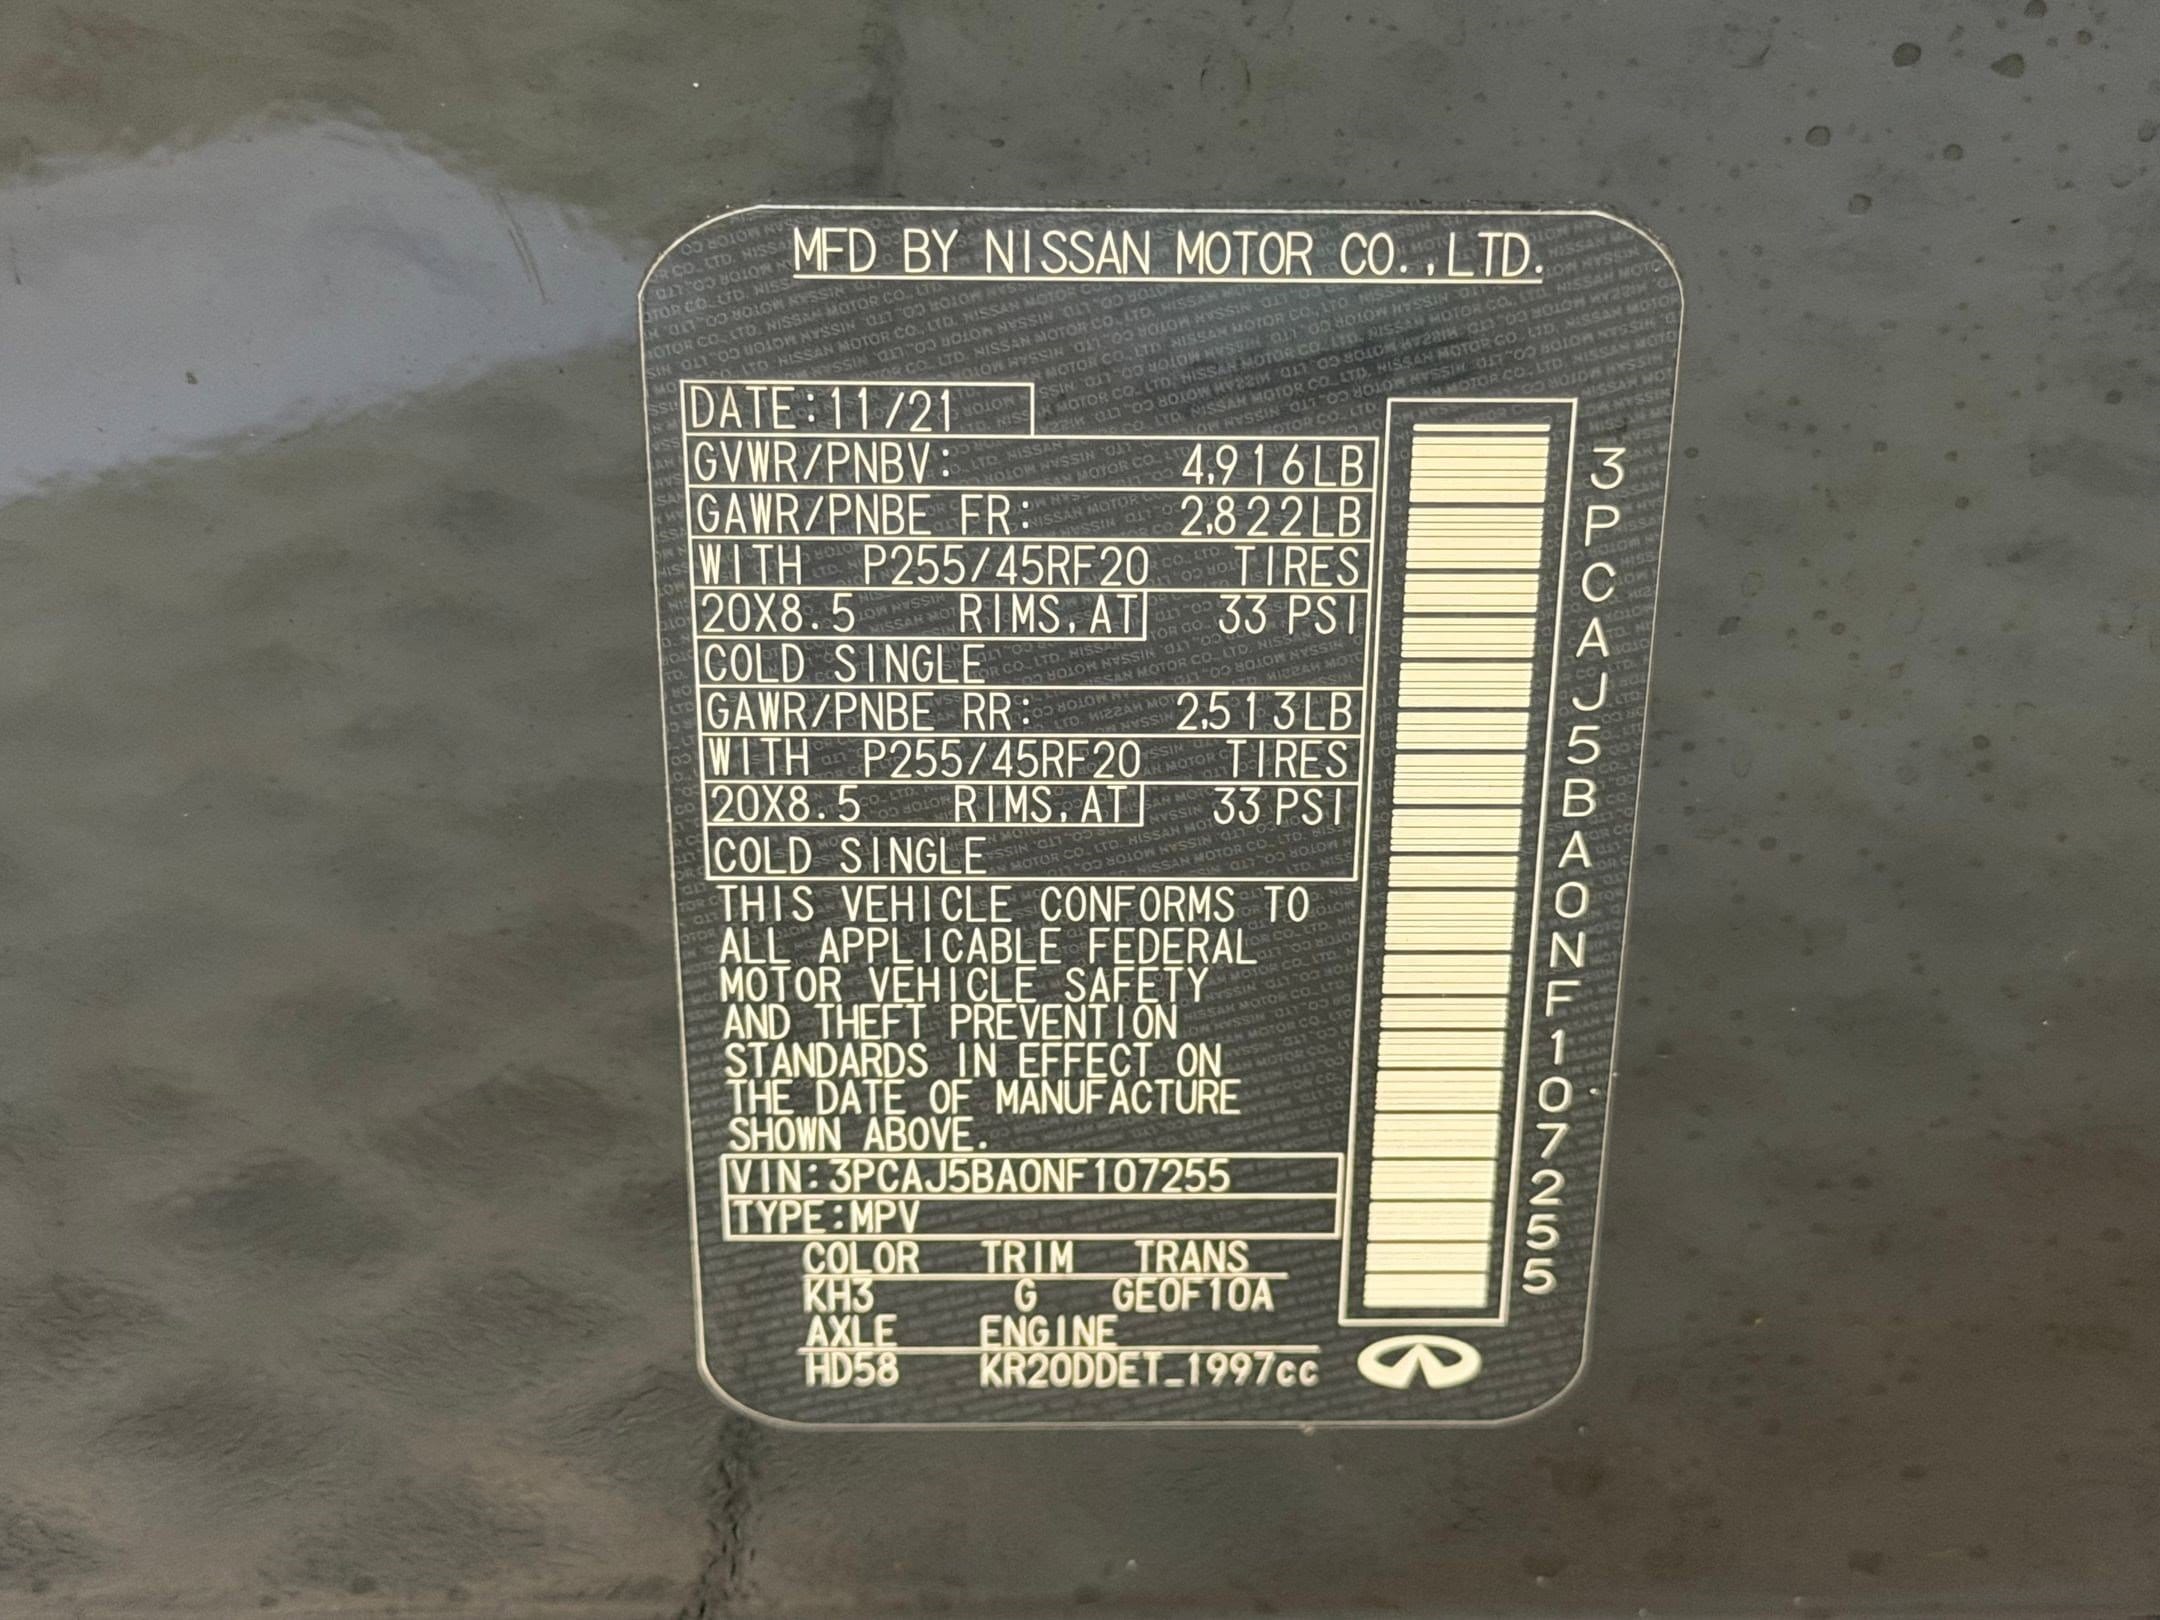 MFD BY NISSAN MOTOR CO.,LTD.
DATE:11/21
GVWR/PNBV: 4,916LB
GAWR/PNBE FR: 2,822LB
WITH P255/45RF20 TIRES
20X8.5 RIMS,AT 33 PSI
COLD SINGLE
GAWR/PNBE RR: 2,513LB
WITH P255/45RF20 TIRES
20X8.5 RIMS,AT 33 PSI
COLD SINGLE
THIS VEHICLE CONFORMS TO
ALL APPLICABLE FEDERAL
MOTOR VEHICLE SAFETY
AND THEFT PREVENTION
STANDARDS IN EFFECT ON
THE DATE OF MANUFACTURE
SHOWN ABOVE.
VIN:3PCAJ5BA0NF107255
TYPE:MPV
COLOR TRIM TRANS
KH3 G GE0F10A
AXLE ENGINE
HD58 KR20DDET_1997cc
3PCAJ5BA0NF107255